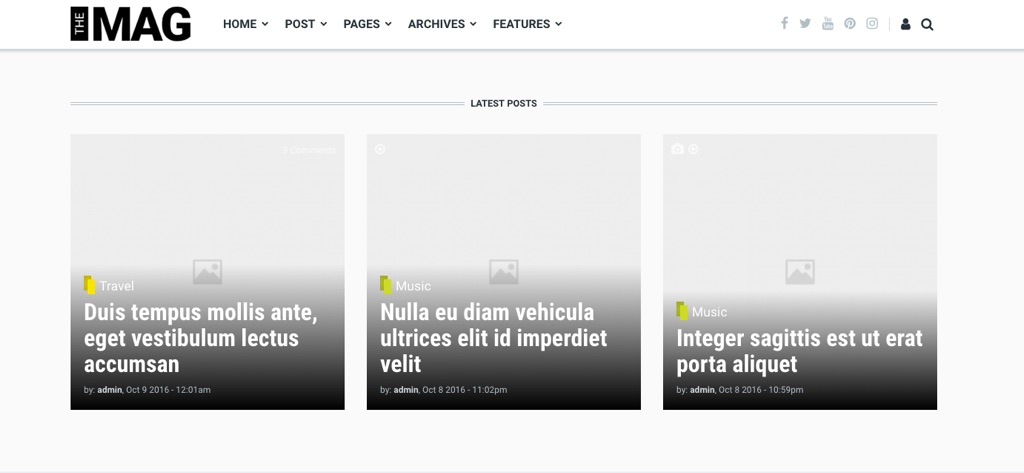 THE MAG
HOME POST PAGES ARCHIVES FEATURES
LATEST POSTS
2 Comments
Travel
Duis tempus mollis ante,
eget vestibulum lectus
accumsan
by: admin, Oct 9 2016 - 12:01am
Music
Nulla eu diam vehicula
ultrices elit id imperdiet
velit
by: admin, Oct 8 2016 - 11:02pm
Music
Integer sagittis est ut erat
porta aliquet
by: admin, Oct 8 2016 - 10:59pm